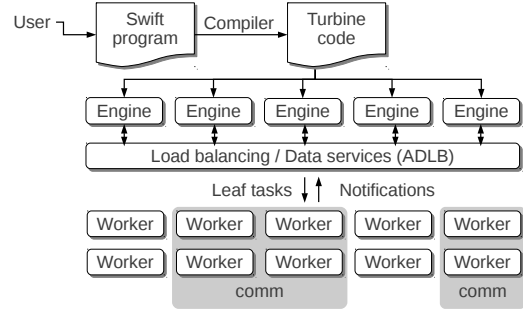 User
Swift
program
Compiler
Turbine
code
Engine Engine Engine Engine Engine
Load balancing / Data services (ADLB)
Leaf tasks Notifications
Worker Worker Worker Worker Worker
Worker Worker Worker Worker Worker
comm comm